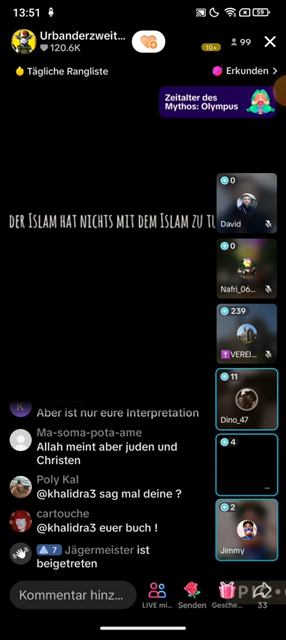 13:51
59
Urbanderzweit...
120.6K
10+
99
Tägliche Rangliste
Erkunden
Zeitalter des
Mythos: Olympus
0
David
DER ISLAM HAT NICHTS MIT DEM ISLAM ZU
0
Nafri_06...
239
VEREI...
11
Dino_47
K
Aber ist nur eure Interpretation
Ma-soma-pota-ame
Allah meint aber juden und
Christen
4
...
Poly Kal
@khalidra3 sag mal deine ?
cartouche
@khalidra3 euer buch !
2
Jimmy
7 Jägermeister ist
beigetreten
Kommentar hinz...
LIVE mi...
Senden
Gesche...
33